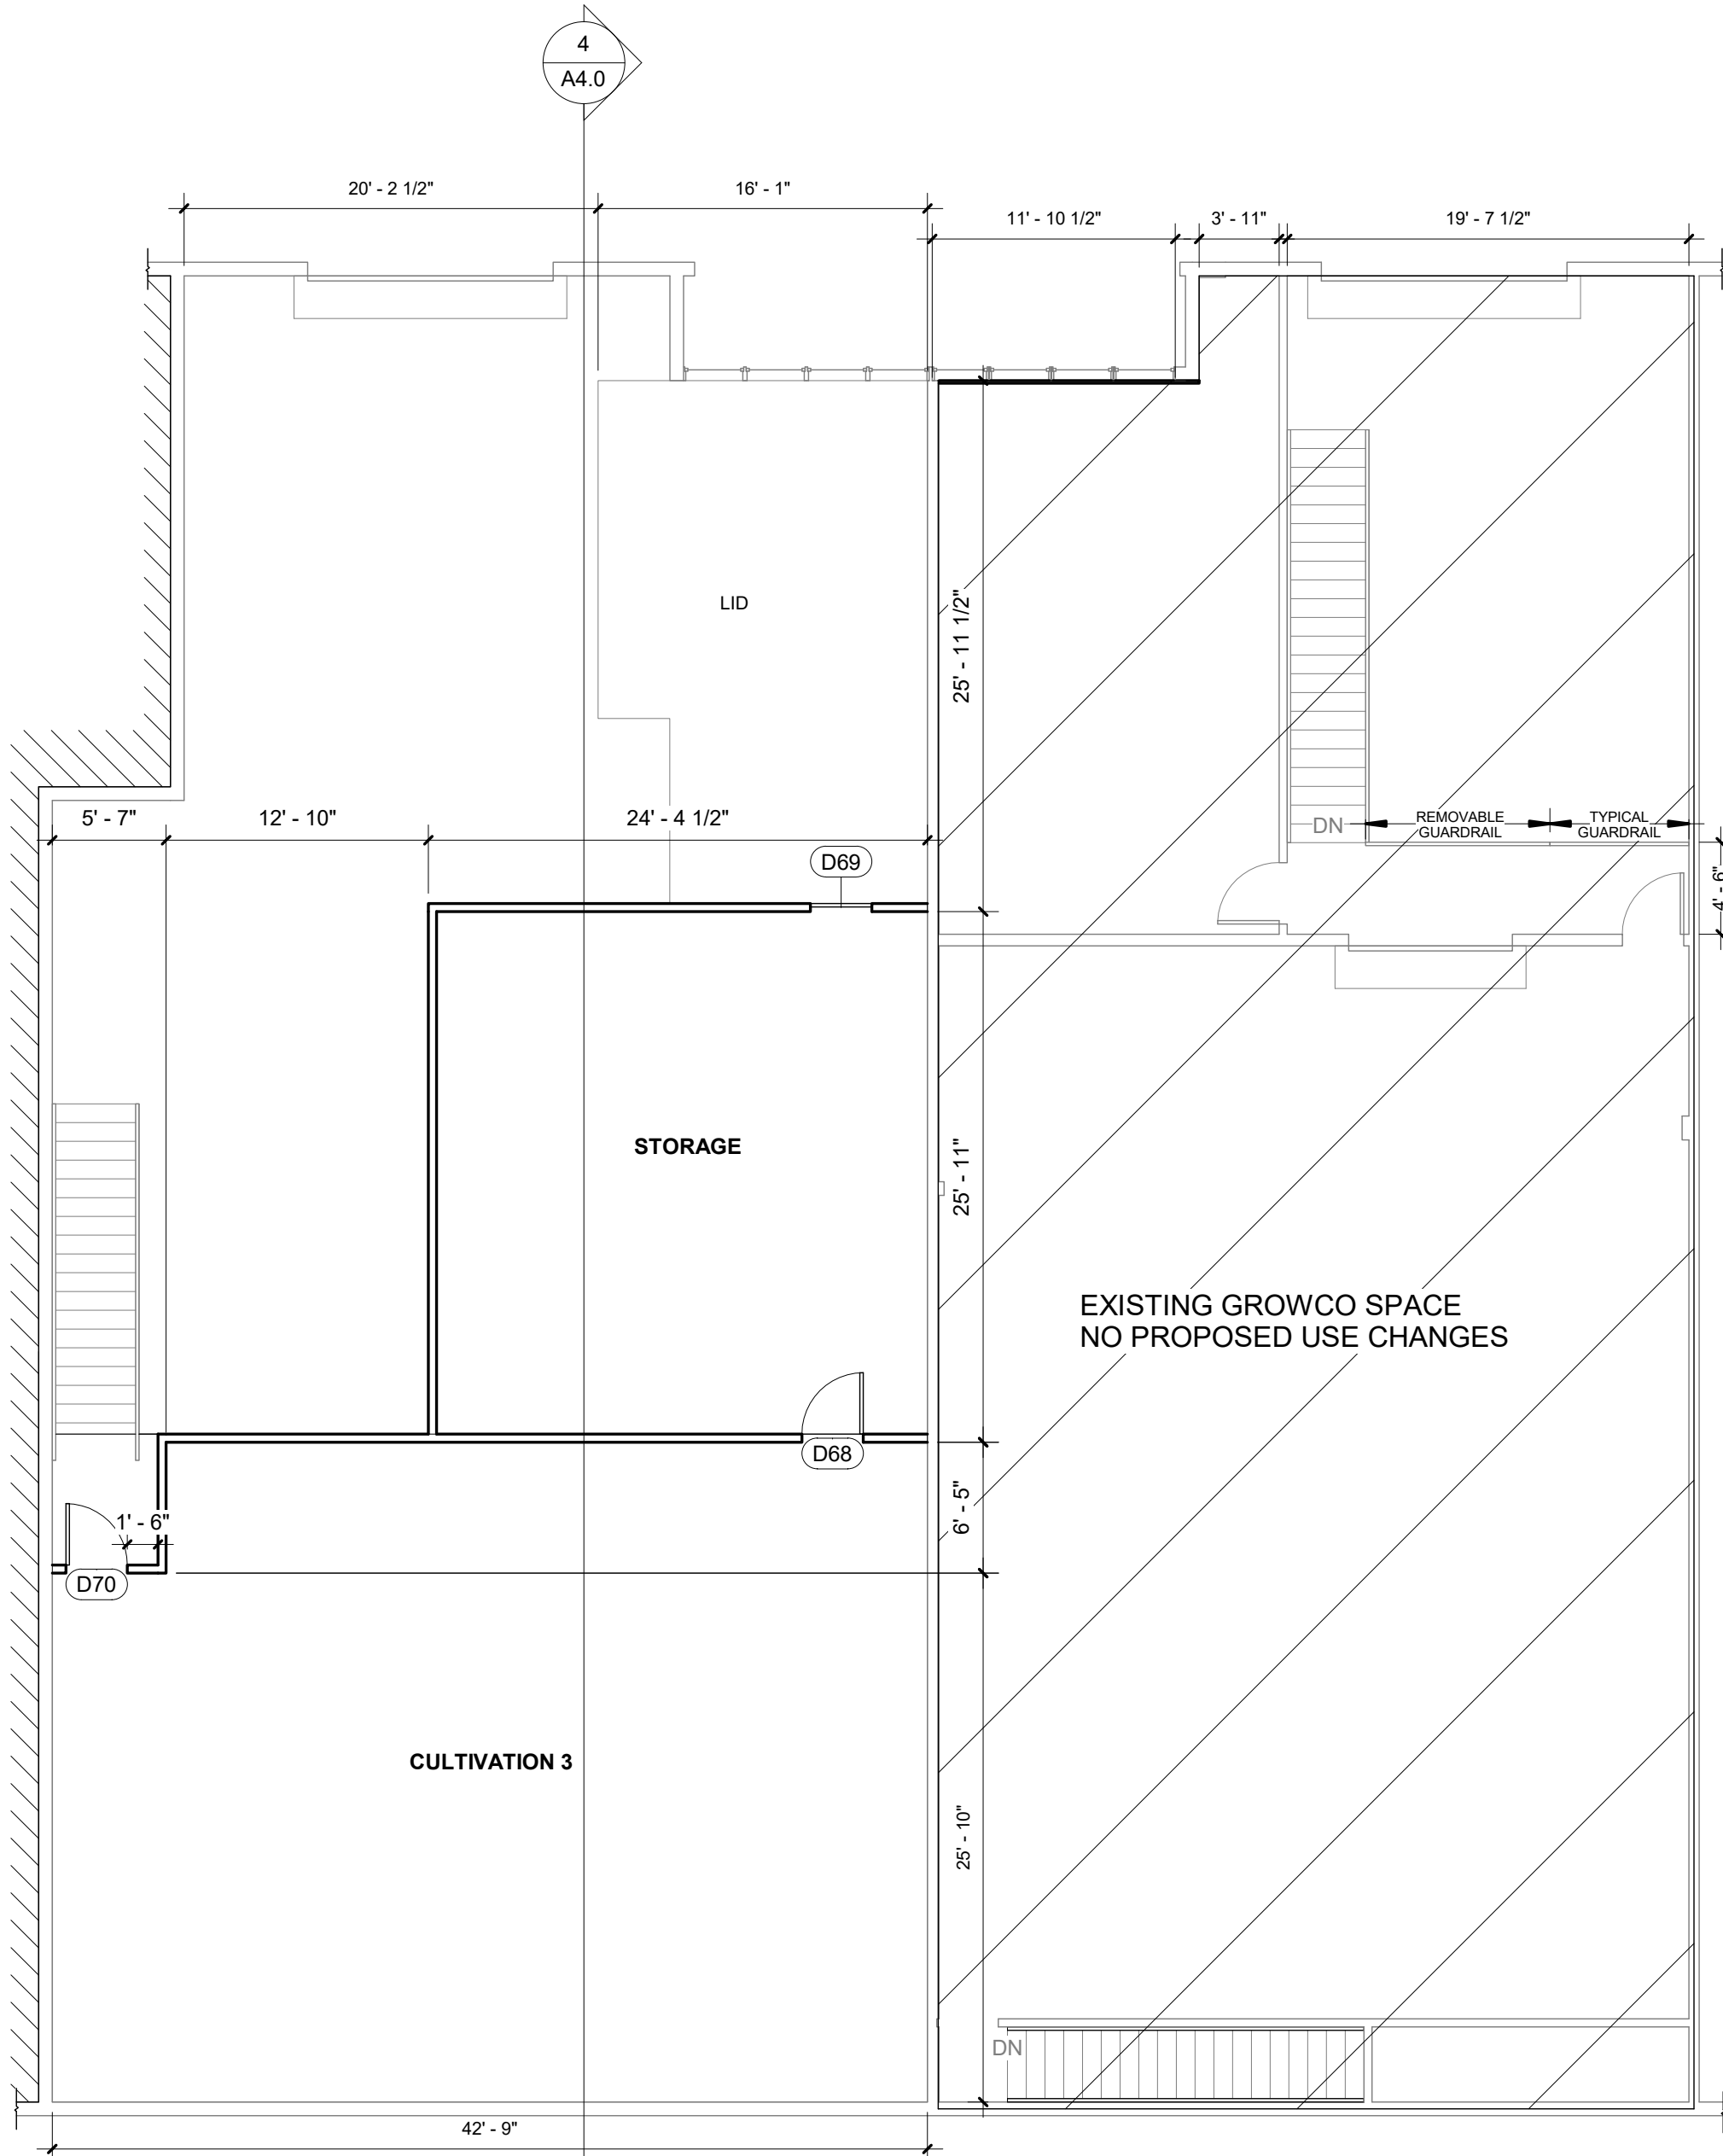 4
A4.0
20' - 2 1/2"
16' - 1"
11' - 10 1/2"
3' - 11"
19' - 7 1/2"
LID
25' - 11 1/2"
5' - 7"
12' - 10"
24' - 4 1/2"
DN
REMOVABLE
GUARDRAIL
TYPICAL
GUARDRAIL
D69
4' - 6"
STORAGE
25' - 11"
EXISTING GROWCO SPACE
NO PROPOSED USE CHANGES
D68
6' - 5"
1' - 6"
D70
CULTIVATION 3
25' - 10"
DN
42' - 9"